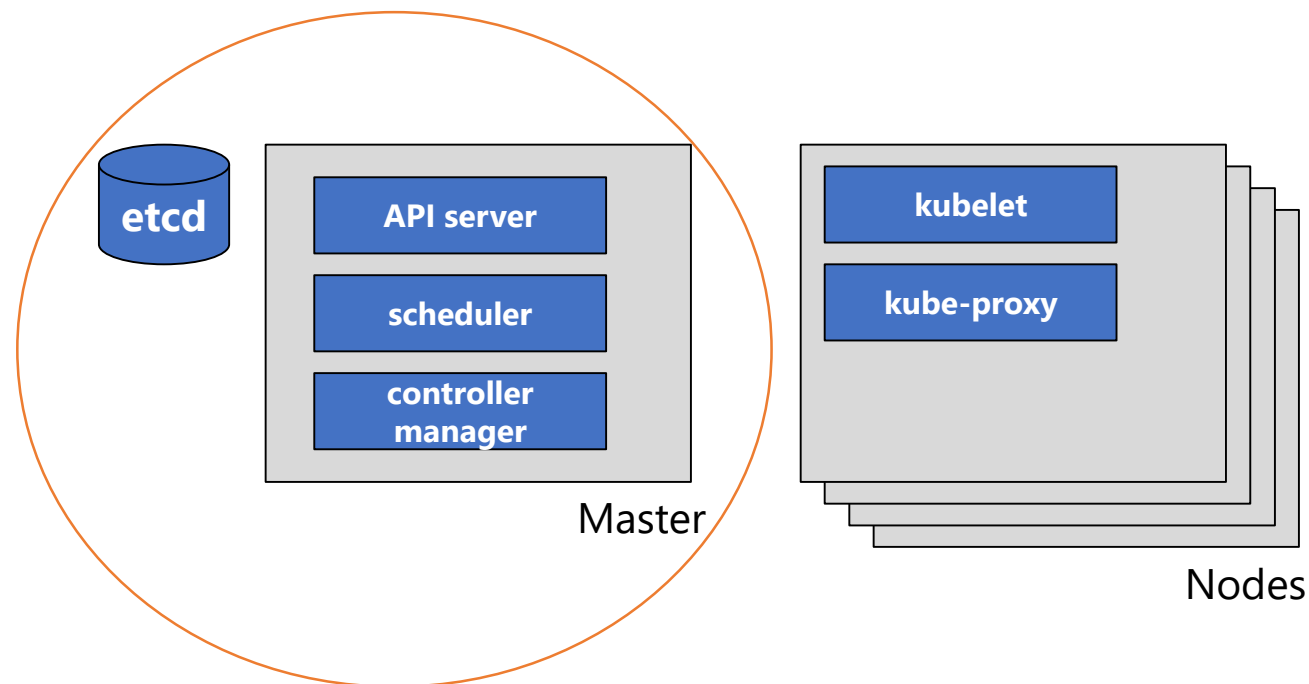 etcd
API server
scheduler
controller
manager
Master
kubelet
kube-proxy
Nodes